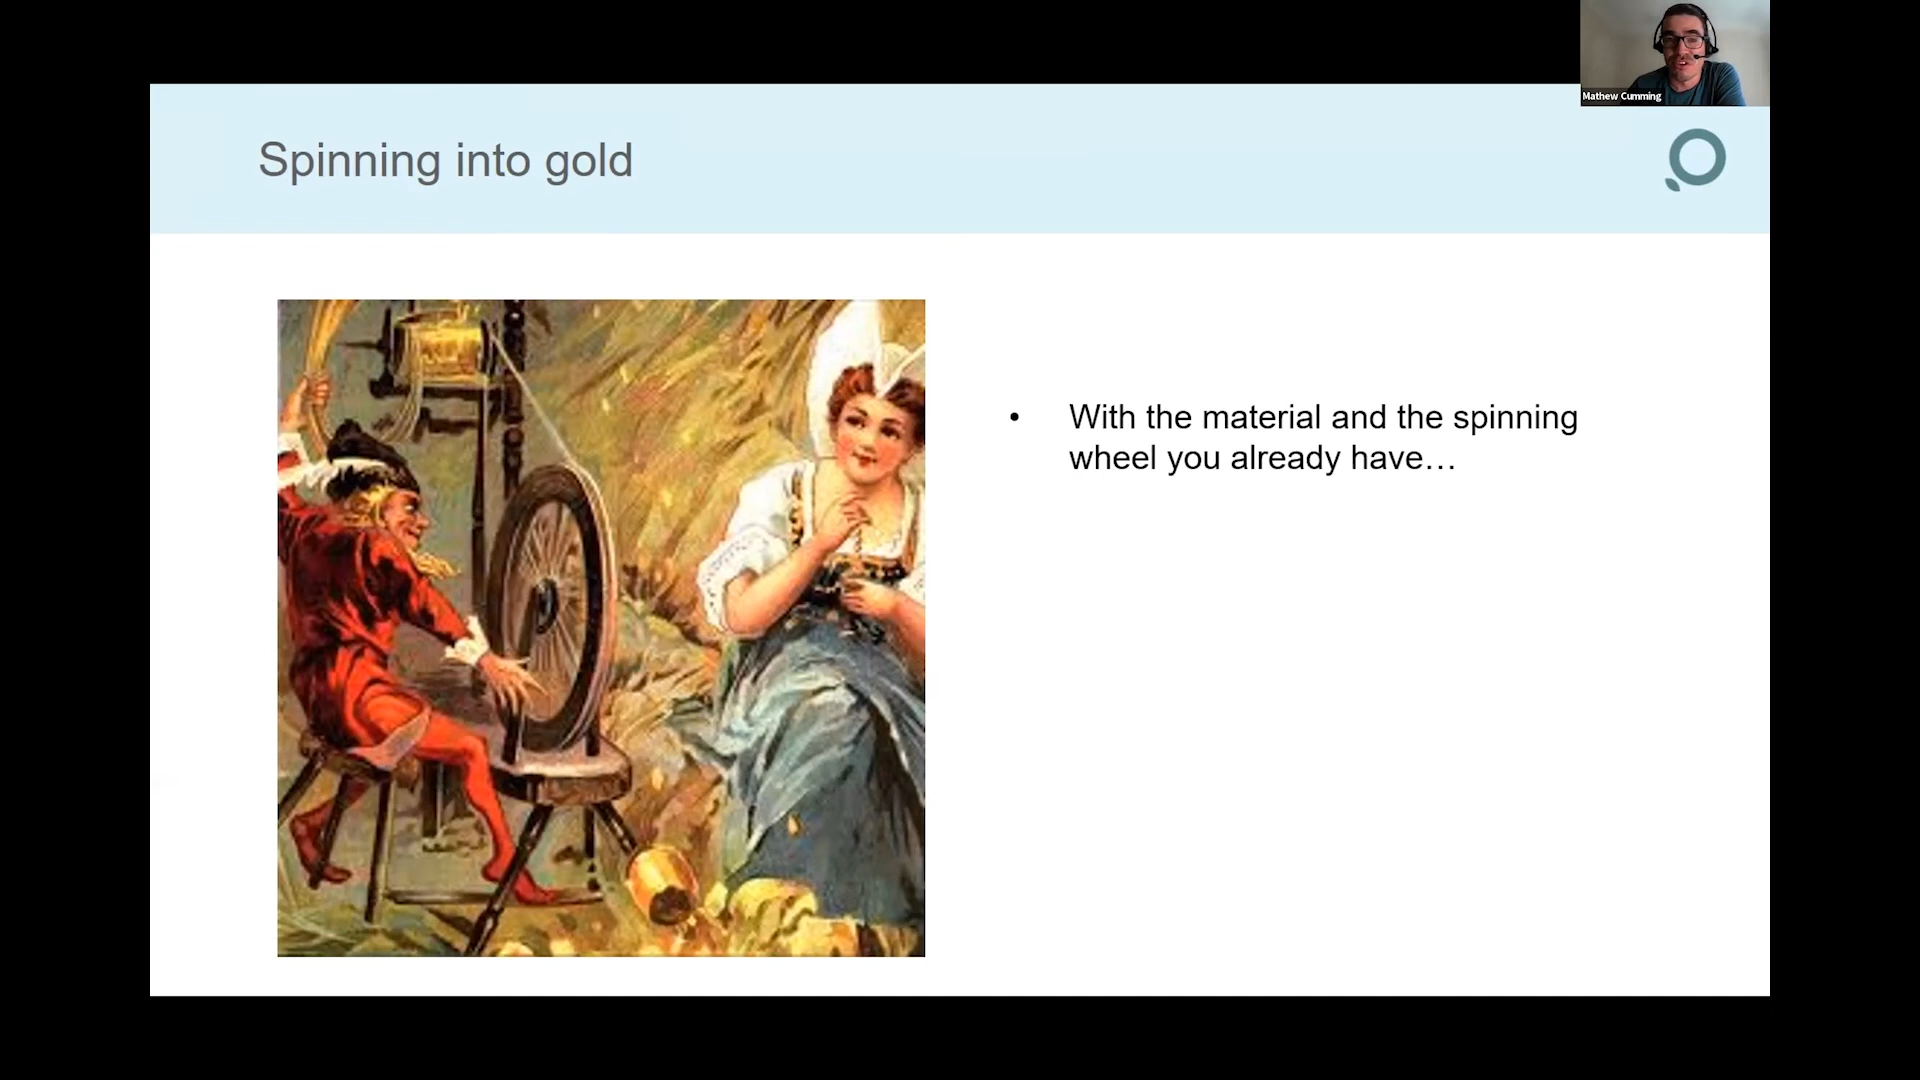 Mathew Cumming
Spinning into gold
• With the material and the spinning
wheel you already have…